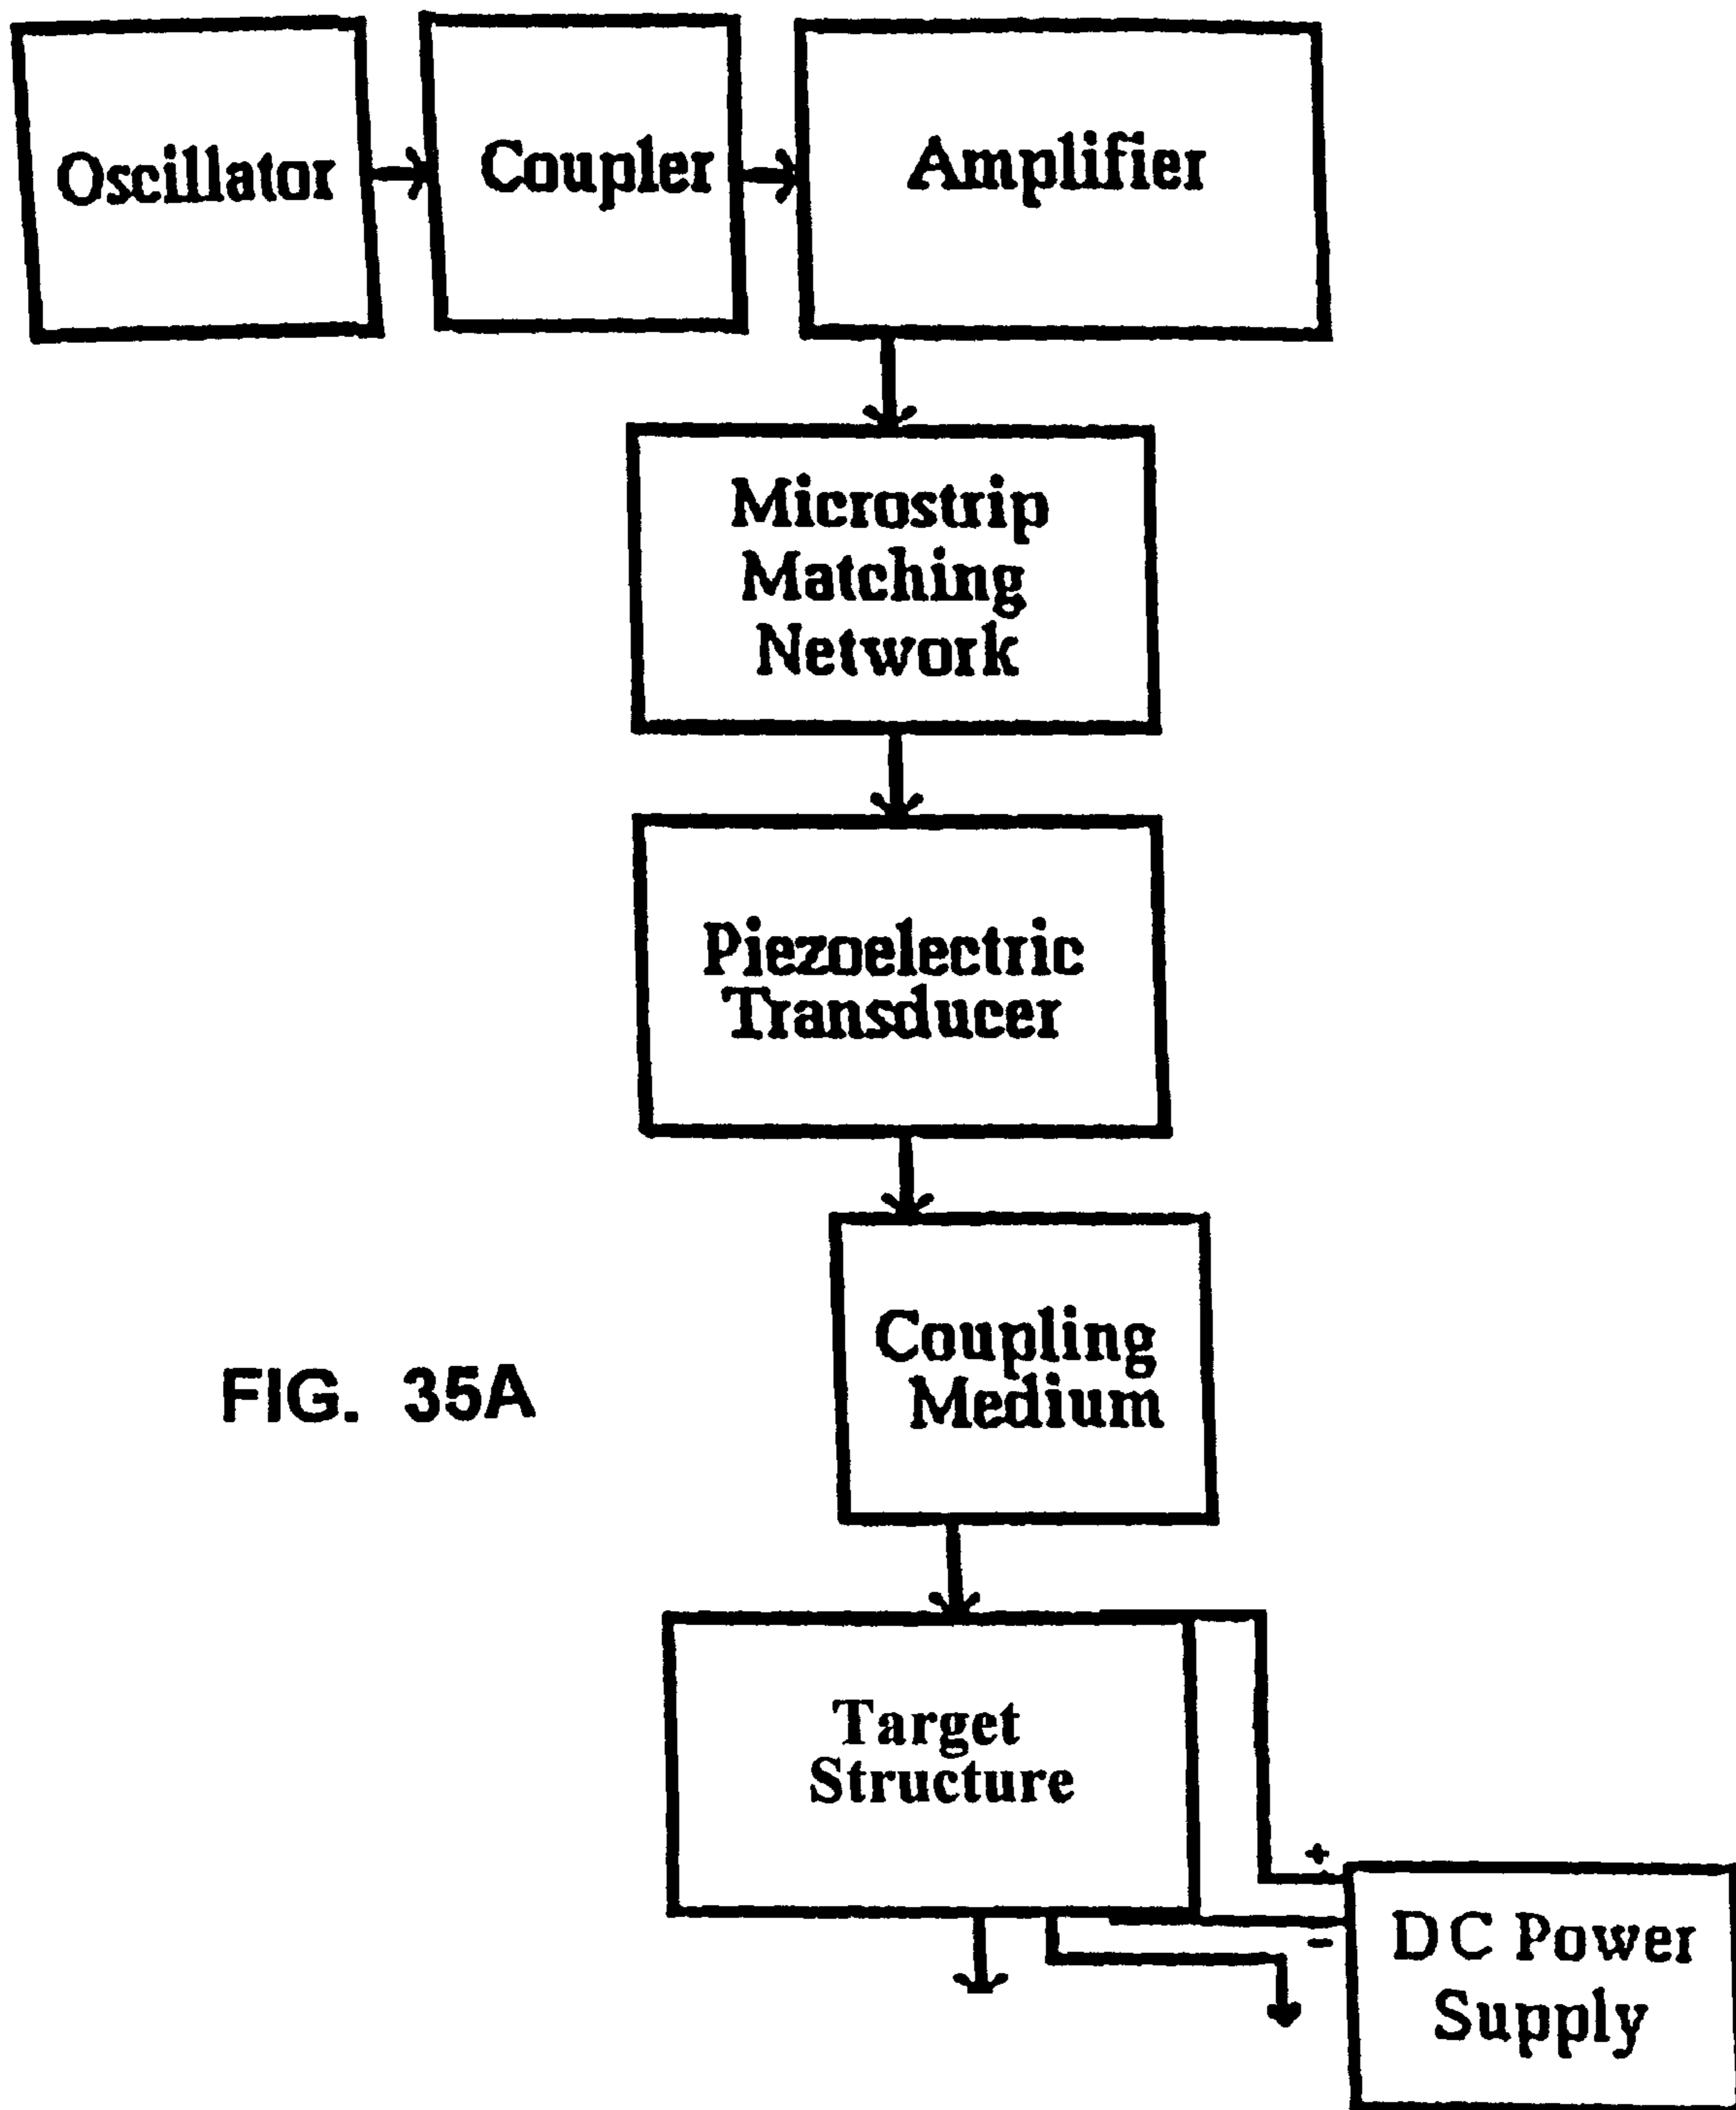 Oscillator
Coupler
Amplifier
Microstrip
Matching
Network
Piezoelectric
Transducer
Coupling
Medium
FIG. 35A
Target
Structure
+
-
DC Power
Supply